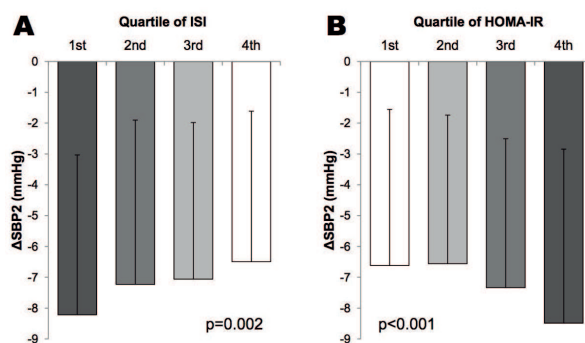 A
Quartile of ISI
1st 2nd 3rd 4th
0
-1
-2
-3
-4
-5
-6
-7
-8
-9
ΔSBP2 (mmHg)
p=0.002
B
Quartile of HOMA-IR
1st 2nd 3rd 4th
0
-1
-2
-3
-4
-5
-6
-7
-8
-9
ΔSBP2 (mmHg)
p<0.001